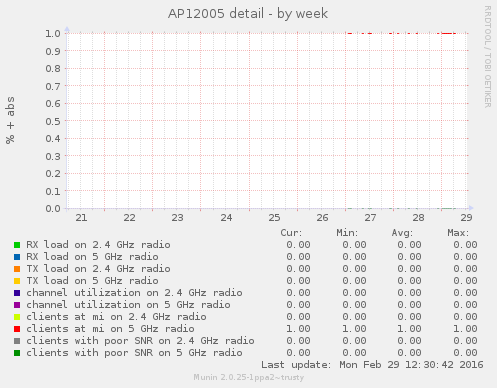 AP12005 detail - by week
RRDTOOL / TOBI OETIKER
% + abs
1.0
0.9
0.8
0.7
0.6
0.5
0.4
0.3
0.2
0.1
0.0
21 22 23 24 25 26 27 28 29
Cur: Min: Avg: Max:
RX load on 2.4 GHz radio 0.00 0.00 0.00 0.00
RX load on 5 GHz radio 0.00 0.00 0.00 0.00
TX load on 2.4 GHz radio 0.00 0.00 0.00 0.00
TX load on 5 GHz radio 0.00 0.00 0.00 0.00
channel utilization on 2.4 GHz radio 0.00 0.00 0.00 0.00
channel utilization on 5 GHz radio 0.00 0.00 0.00 0.00
clients at mi on 2.4 GHz radio 0.00 0.00 0.00 0.00
clients at mi on 5 GHz radio 1.00 1.00 1.00 1.00
clients with poor SNR on 2.4 GHz radio 0.00 0.00 0.00 0.00
clients with poor SNR on 5 GHz radio 0.00 0.00 0.00 0.00
Last update: Mon Feb 29 12:30:42 2016
Munin 2.0.25-1ppa2~trusty